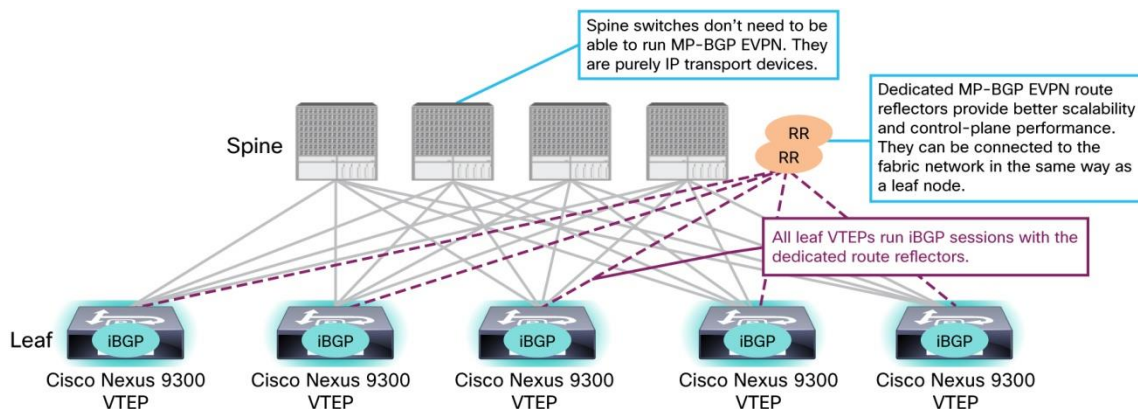 Spine switches don't need to be
able to run MP-BGP EVPN. They
are purely IP transport devices.
Dedicated MP-BGP EVPN route
reflectors provide better scalability
and control-plane performance.
They can be connected to the
fabric network in the same way as
a leaf node.
Spine
RR
RR
All leaf VTEPs run iBGP sessions with the
dedicated route reflectors.
Leaf
iBGP
iBGP
iBGP
iBGP
iBGP
Cisco Nexus 9300
VTEP
Cisco Nexus 9300
VTEP
Cisco Nexus 9300
VTEP
Cisco Nexus 9300
VTEP
Cisco Nexus 9300
VTEP